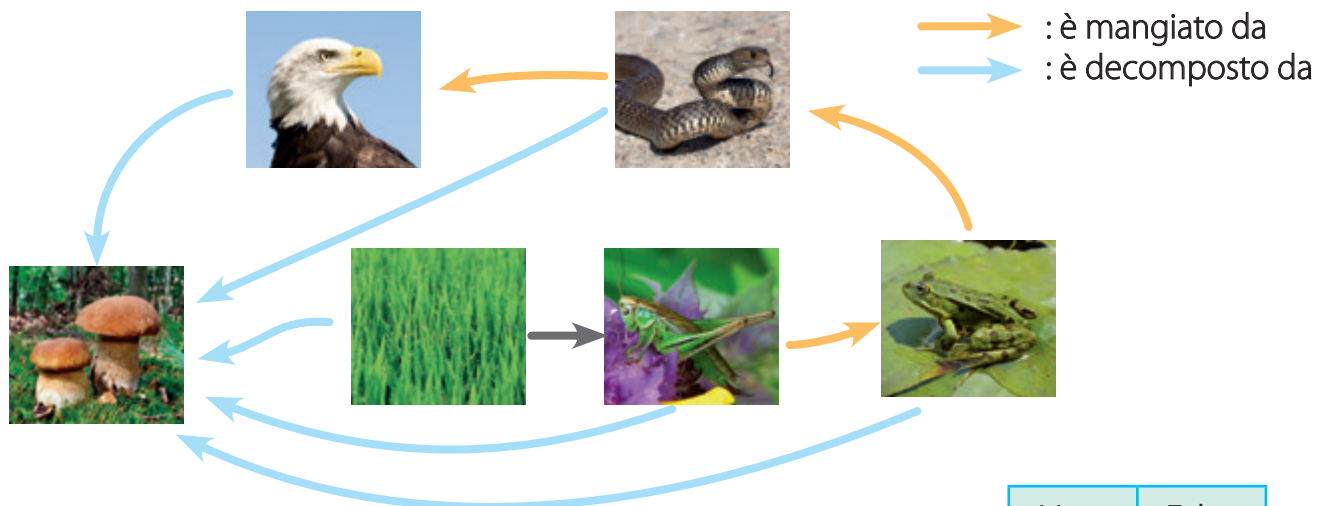 : è mangiato da
: è decomposto da